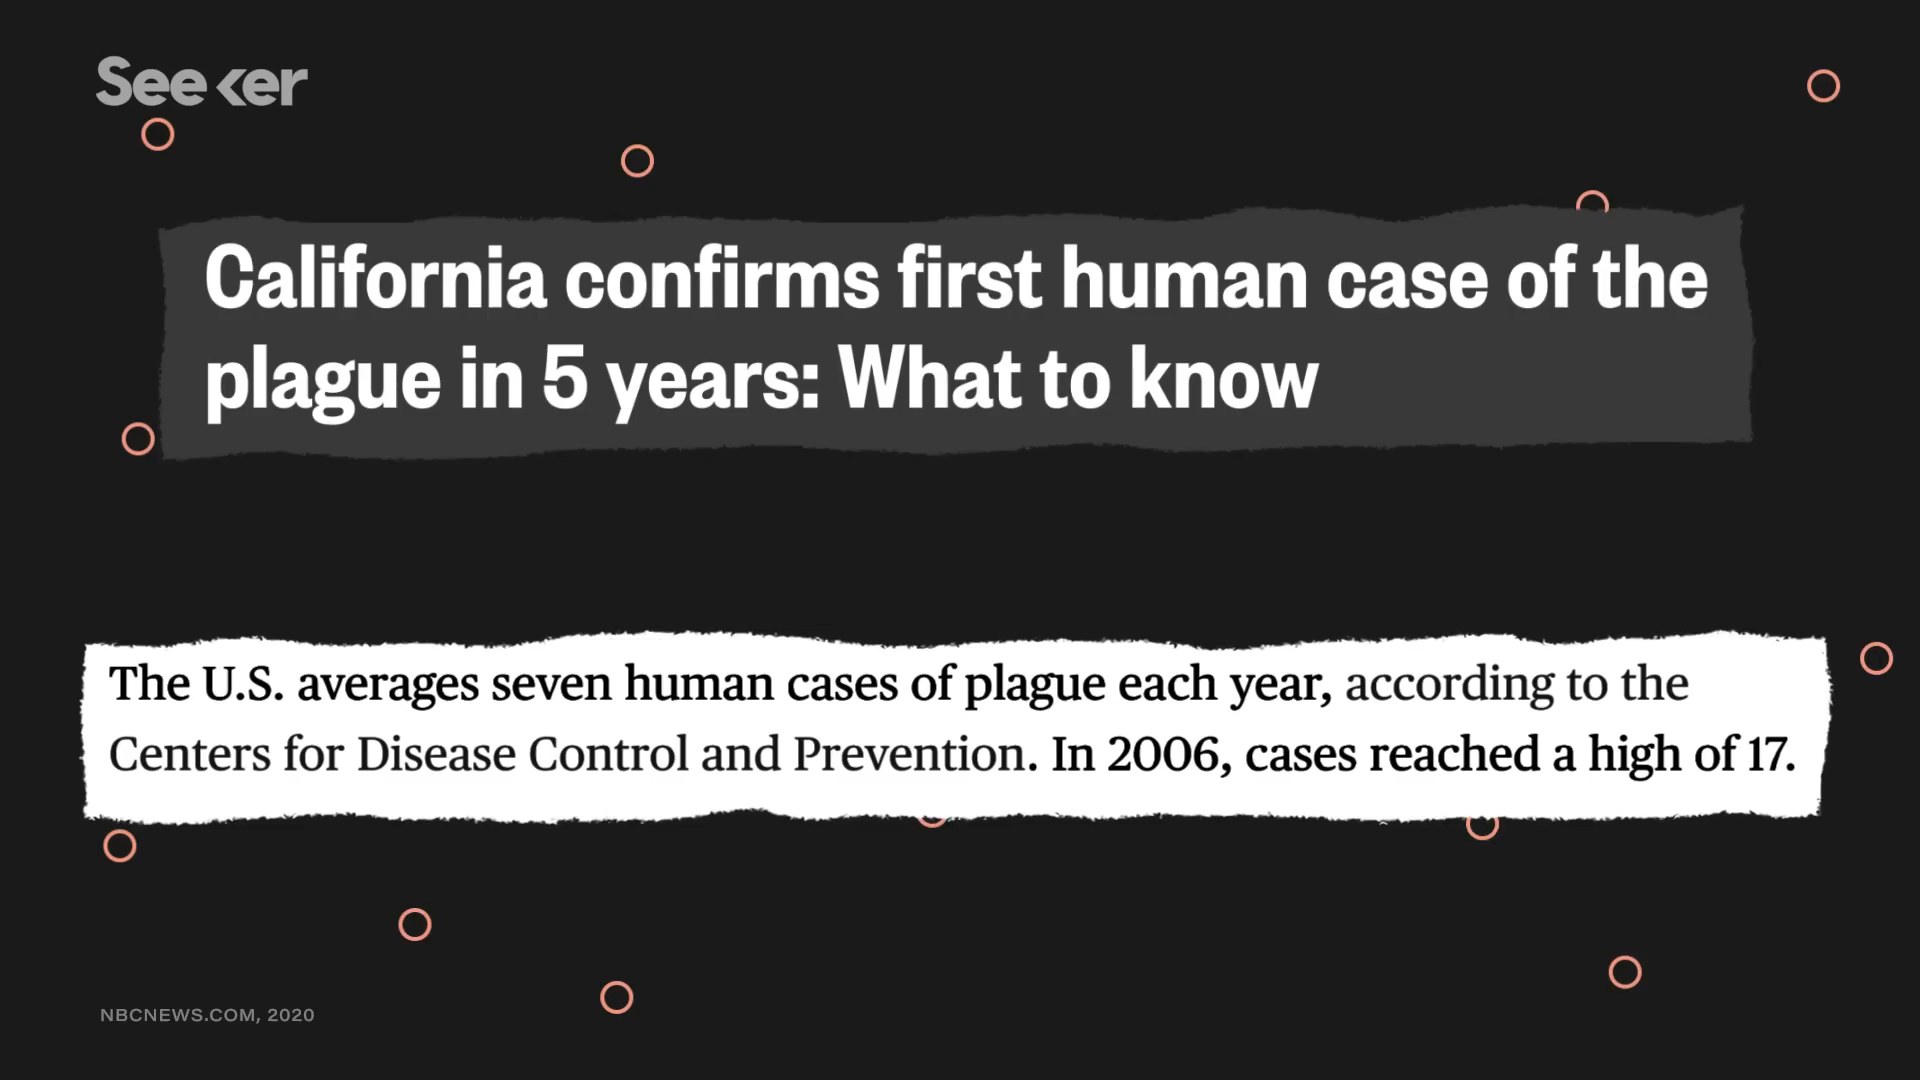 Seeker
California confirms first human case of the
plague in 5 years: What to know
The U.S. averages seven human cases of plague each year, according to the
Centers for Disease Control and Prevention. In 2006, cases reached a high of 17.
NBCNEWS.COM, 2020